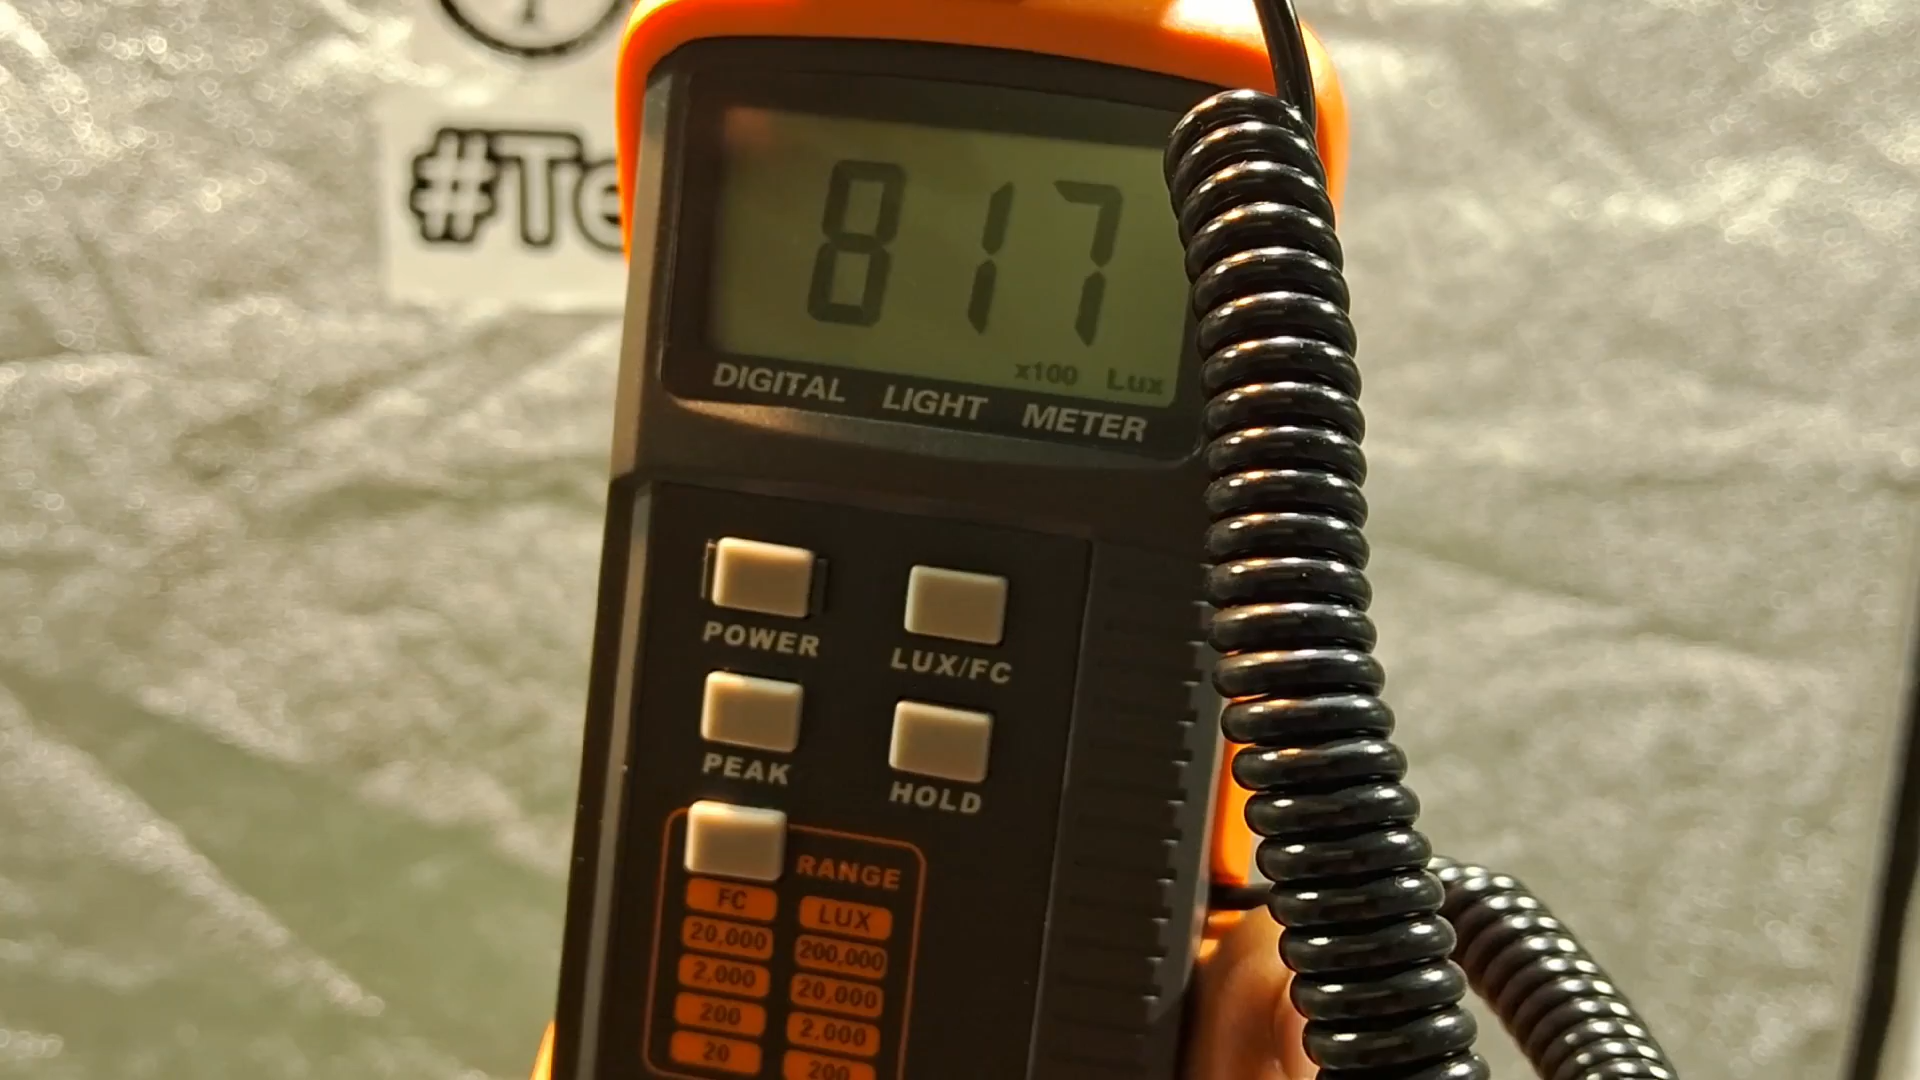 #Te
817
x100 Lux
DIGITAL LIGHT METER
POWER
LUX/FC
PEAK
HOLD
RANGE
FC
LUX
20,000
200,000
2,000
20,000
200
2,000
20
200